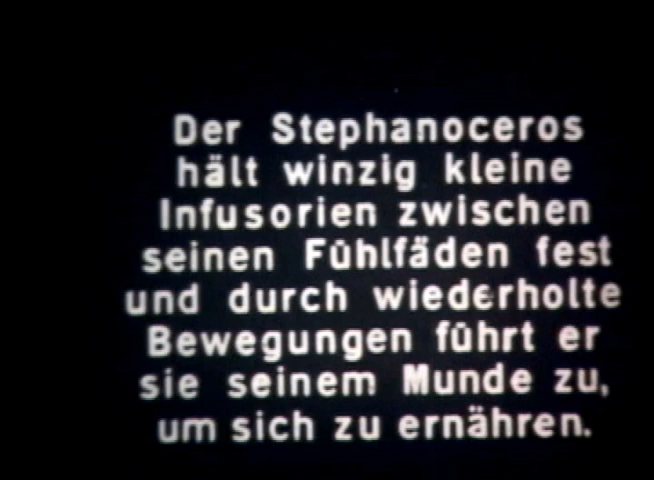 Der Stephanoceros
hält winzig kleine
Infusorien zwischen
seinen Fühlfäden fest
und durch wiederholte
Bewegungen führt er
sie seinem Munde zu,
um sich zu ernähren.